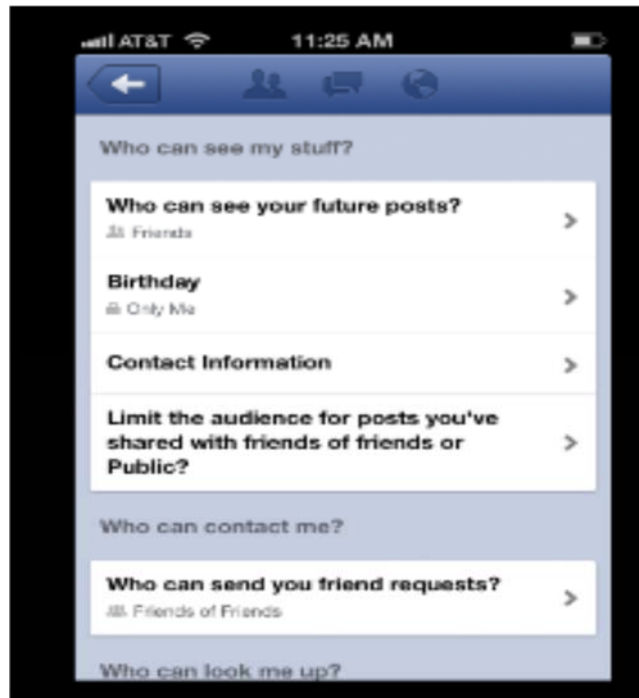 AT&T 11:25 AM
Who can see my stuff?
Who can see your future posts?
Friends
Birthday
Only Me
Contact Information
Limit the audience for posts you've
shared with friends of friends or
Public?
Who can contact me?
Who can send you friend requests?
Friends of Friends
Who can look me up?